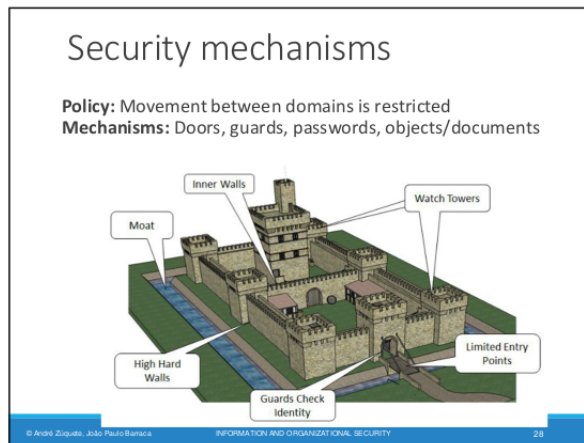 Security mechanisms
Policy: Movement between domains is restricted
Mechanisms: Doors, guards, passwords, objects/documents
Inner Walls
Watch Towers
Moat
High Hard
Walls
Guards Check
Identity
Limited Entry
Points
© André Zúquete, João Paulo Barraca
INFORMATION AND ORGANIZATIONAL SECURITY
28